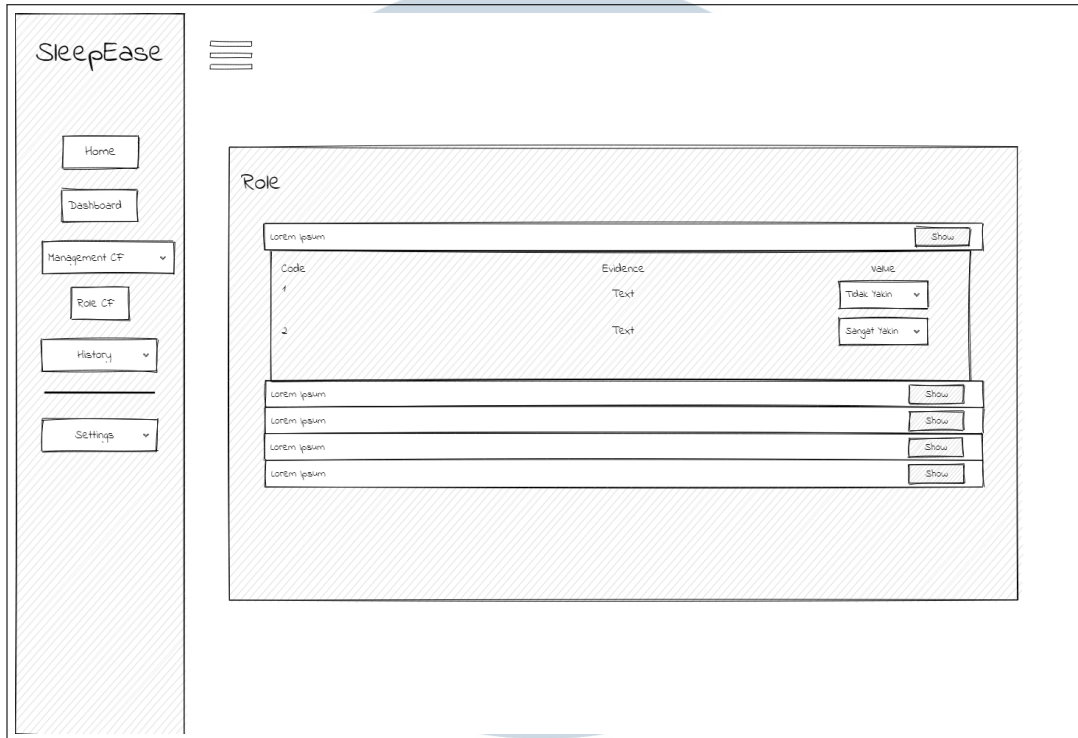 SleepEase
Home
Dashboard
Management CF
Role CF
History
Settings
Role
Lorem Ipsum Show
Code Evidence Value
1 Text Tidak Yakin
2 Text Sangat Yakin
Lorem Ipsum Show
Lorem Ipsum Show
Lorem Ipsum Show
Lorem Ipsum Show